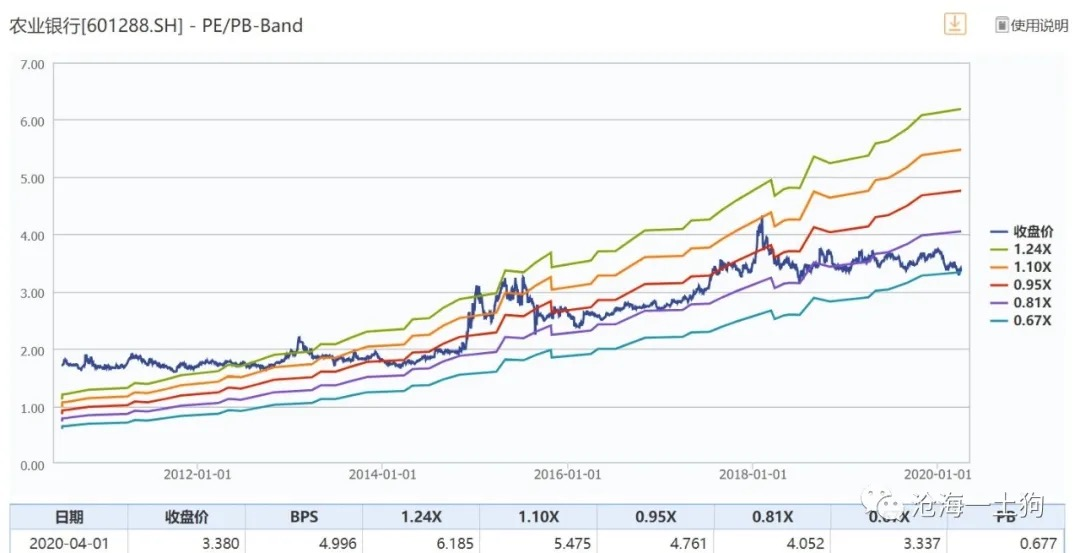 农业银行[601288.SH] - PE/PB-Band
使用说明
7.00
6.00
5.00
4.00
3.00
2.00
1.00
0.00
2012-01-01 2014-01-01 2016-01-01 2018-01-01 2020-01-01
收盘价
1.24X
1.10X
0.95X
0.81X
0.67X
沧海一土狗
日期 收盘价 BPS 1.24X 1.10X 0.95X 0.81X 0.67X PB
2020-04-01 3.380 4.996 6.185 5.475 4.761 4.052 3.337 0.677